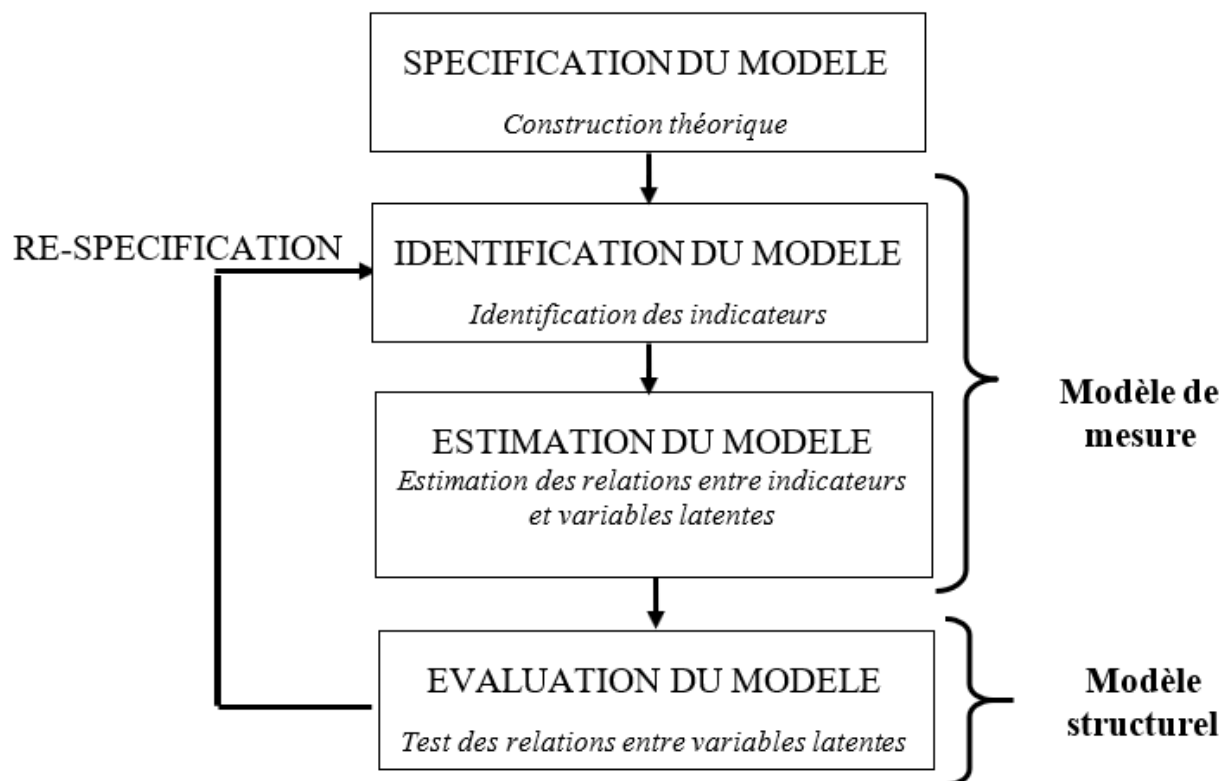 SPECIFICATION DU MODELE
Construction théorique
RE-SPECIFICATION
IDENTIFICATION DU MODELE
Identification des indicateurs
Modèle de
mesure
ESTIMATION DU MODELE
Estimation des relations entre indicateurs
et variables latentes
EVALUATION DU MODELE
Test des relations entre variables latentes
Modèle
structurel